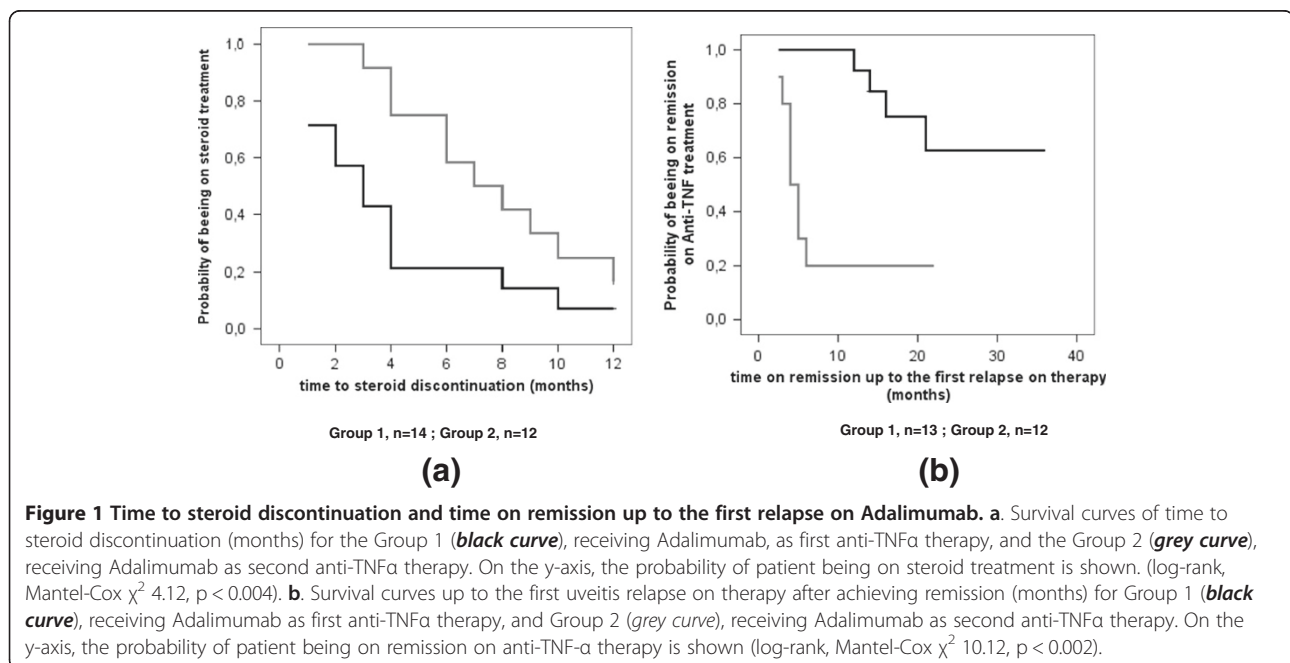 1,0
0,8
0,6
0,4
0,2
0,0
Probabilty of beeing on steroid treatment
0 2 4 6 8 10 12
time to steroid discontinuation (months)
Group 1, n=14 ; Group 2, n=12
(a)
1,0
0,8
0,6
0,4
0,2
0,0
Probability of beeing on remission
on Anti-TNF treatment
0 10 20 30 40
time on remission up to the first relapse on therapy
(months)
Group 1, n=13 ; Group 2, n=12
(b)
Figure 1 Time to steroid discontinuation and time on remission up to the first relapse on Adalimumab. a. Survival curves of time to
steroid discontinuation (months) for the Group 1 (black curve), receiving Adalimumab, as first anti-TNFα therapy, and the Group 2 (grey curve),
receiving Adalimumab as second anti-TNFα therapy. On the y-axis, the probability of patient being on steroid treatment is shown. (log-rank,
Mantel-Cox χ² 4.12, p < 0.004). b. Survival curves up to the first uveitis relapse on therapy after achieving remission (months) for Group 1 (black
curve), receiving Adalimumab as first anti-TNFα therapy, and Group 2 (grey curve), receiving Adalimumab as second anti-TNFα therapy. On the
y-axis, the probability of patient being on remission on anti-TNF-α therapy is shown (log-rank, Mantel-Cox χ² 10.12, p < 0.002).